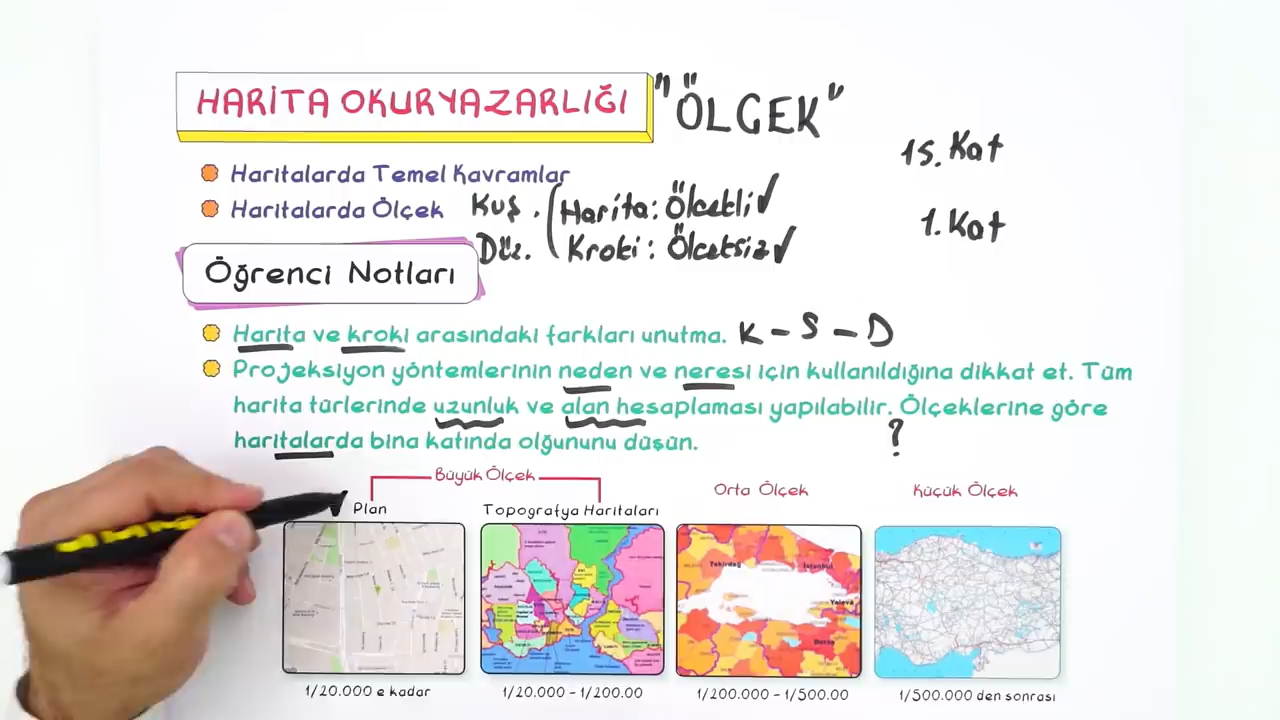 HARİTA OKURYAZARLIĞI "ÖLÇEK"
Haritalarda Temel Kavramlar
Haritalarda Ölçek
Kuş. Harita: Ölçekli ✓
Düz. Kroki: Ölçeksiz ✓
15. Kat
1. Kat
Öğrenci Notları
Harita ve kroki arasındaki farkları unutma. K - S - D
Projeksiyon yöntemlerinin neden ve neresi için kullanıldığına dikkat et. Tüm
harita türlerinde uzunluk ve alan hesaplaması yapılabilir. Ölçeklerine göre
haritalarda bina katında olğununu düşün. ?
Büyük Ölçek
Orta Ölçek
Küçük Ölçek
Plan
Topografya Haritaları
Tekirdağ
İstanbul
Yalova
Bursa
1/20.000 e kadar
1/20.000 - 1/200.00
1/200.000 - 1/500.00
1/500.000 den sonrası